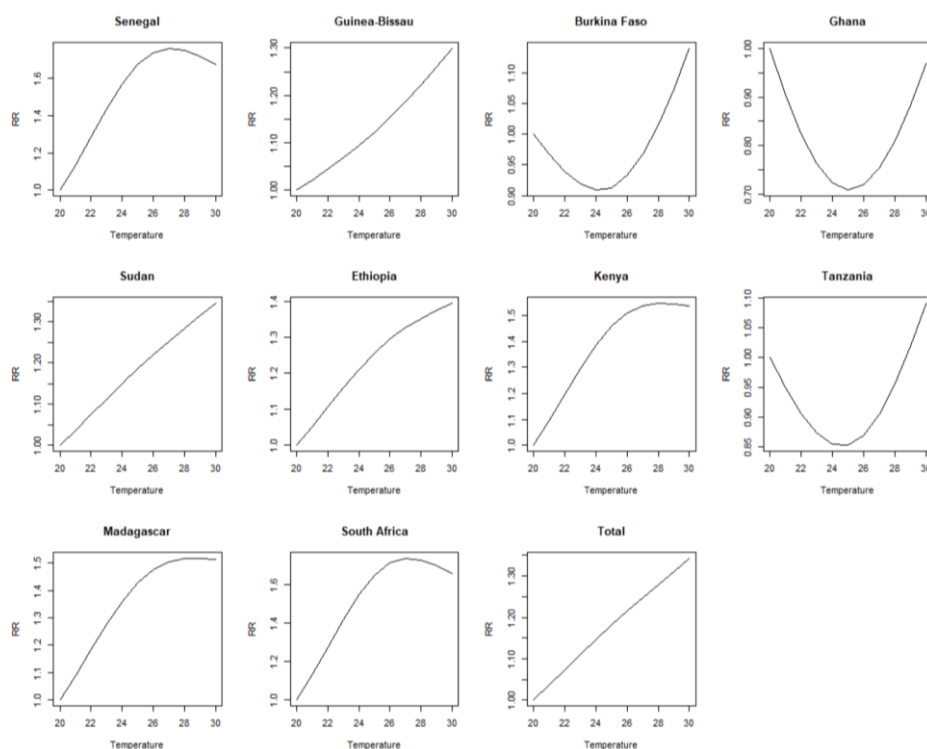 Senegal
Guinea-Bissau
Burkina Faso
Ghana
RR
1.0 1.2 1.4 1.6
20 22 24 26 28 30
Temperature
RR
1.00 1.10 1.20 1.30
20 22 24 26 28 30
Temperature
RR
0.90 0.95 1.00 1.05 1.10
20 22 24 26 28 30
Temperature
RR
0.70 0.80 0.90 1.00
20 22 24 26 28 30
Temperature
Sudan
Ethiopia
Kenya
Tanzania
RR
1.00 1.10 1.20 1.30
20 22 24 26 28 30
Temperature
RR
1.0 1.1 1.2 1.3 1.4
20 22 24 26 28 30
Temperature
RR
1.0 1.1 1.2 1.3 1.4 1.5
20 22 24 26 28 30
Temperature
RR
0.85 0.90 0.95 1.00 1.05 1.10
20 22 24 26 28 30
Temperature
Madagascar
South Africa
Total
RR
1.0 1.1 1.2 1.3 1.4 1.5
20 22 24 26 28 30
Temperature
RR
1.0 1.2 1.4 1.6
20 22 24 26 28 30
Temperature
RR
1.00 1.10 1.20 1.30
20 22 24 26 28 30
Temperature